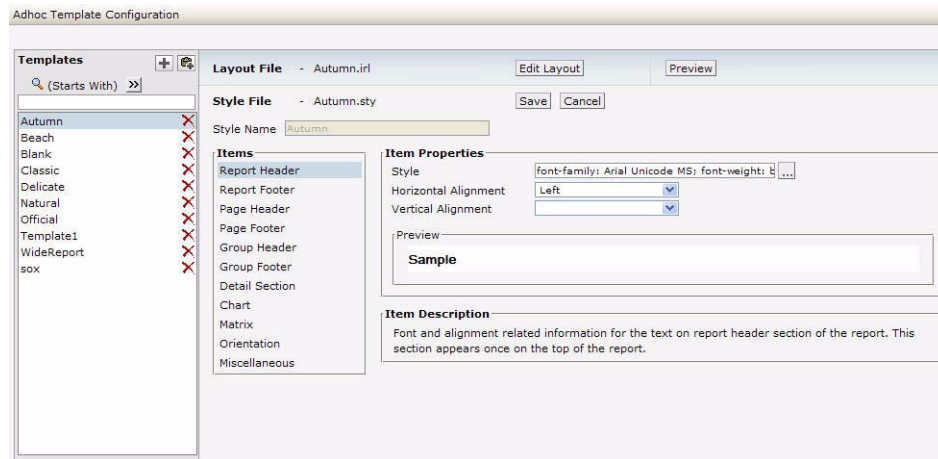 Adhoc Template Configuration
Templates
(Starts With) >>
Autumn
Beach
Blank
Classic
Delicate
Natural
Official
Template1
WideReport
sox
Layout File - Autumn.irl Edit Layout Preview
Style File - Autumn.sty Save Cancel
Style Name Autumn
Items
Report Header
Report Footer
Page Header
Page Footer
Group Header
Group Footer
Detail Section
Chart
Matrix
Orientation
Miscellaneous
Item Properties
Style font-family: Arial Unicode MS; font-weight: b ...
Horizontal Alignment Left
Vertical Alignment
Preview
Sample
Item Description
Font and alignment related information for the text on report header section of the report. This
section appears once on the top of the report.